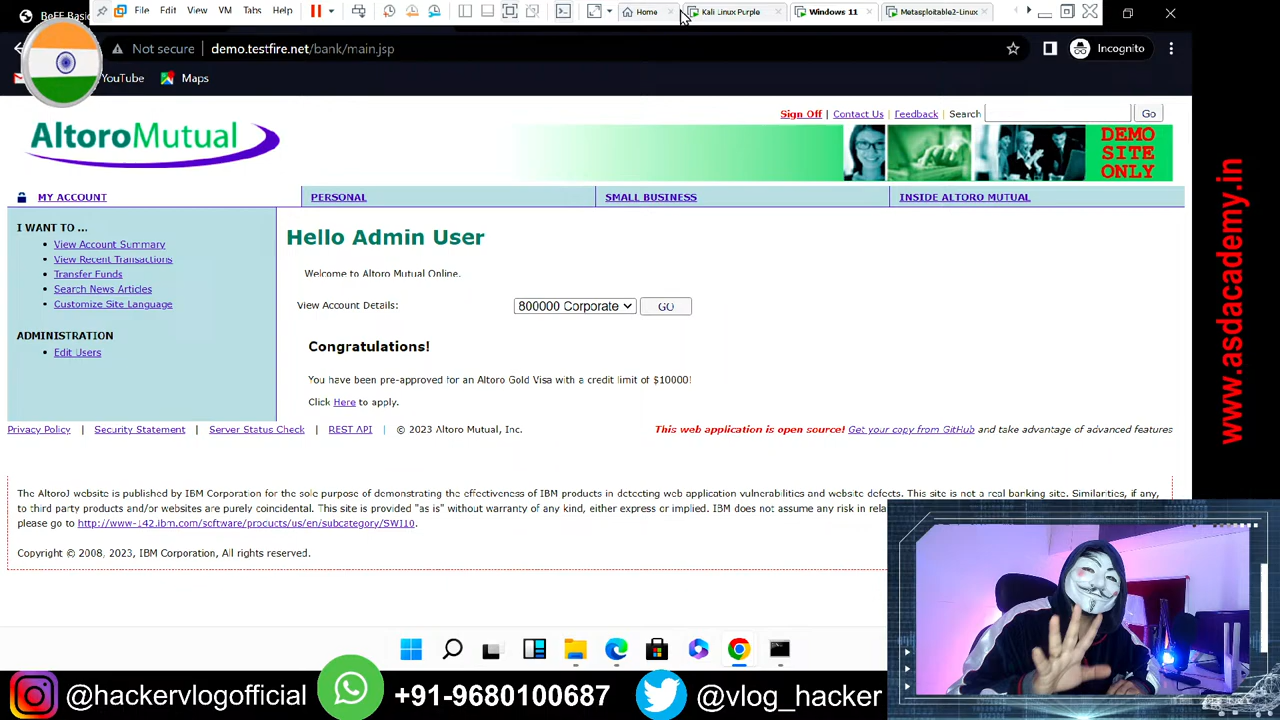 BeEF Basic
File Edit View VM Tabs Help
Home
Kali Linux Purple
Windows 11
Metasploitable2-Linux
Not secure demo.testfire.net/bank/main.jsp
Incognito
YouTube Maps
Sign Off | Contact Us | Feedback | Search
Go
AltoroMutual
DEMO
SITE
ONLY
MY ACCOUNT
PERSONAL
SMALL BUSINESS
INSIDE ALTORO MUTUAL
I WANT TO ...
View Account Summary
View Recent Transactions
Transfer Funds
Search News Articles
Customize Site Language
ADMINISTRATION
Edit Users
Hello Admin User
Welcome to Altoro Mutual Online.
View Account Details:
800000 Corporate
GO
Congratulations!
You have been pre-approved for an Altoro Gold Visa with a credit limit of $10000!
Click Here to apply.
Privacy Policy | Security Statement | Server Status Check | REST API | © 2023 Altoro Mutual, Inc.
This web application is open source! Get your copy from GitHub and take advantage of advanced features
The AltoroJ website is published by IBM Corporation for the sole purpose of demonstrating the effectiveness of IBM products in detecting web application vulnerabilities and website defects. This site is not a real banking site. Similarities, if any,
to third party products and/or websites are purely coincidental. This site is provided "as is" without warranty of any kind, either express or implied. IBM does not assume any risk in
please go to http://www-142.ibm.com/software/products/us/en/subcategory/SWI10.
Copyright © 2008, 2023, IBM Corporation, All rights reserved.
www.asdacademy.in
@hackervlogofficial
+91-9680100687
@vlog_hacker